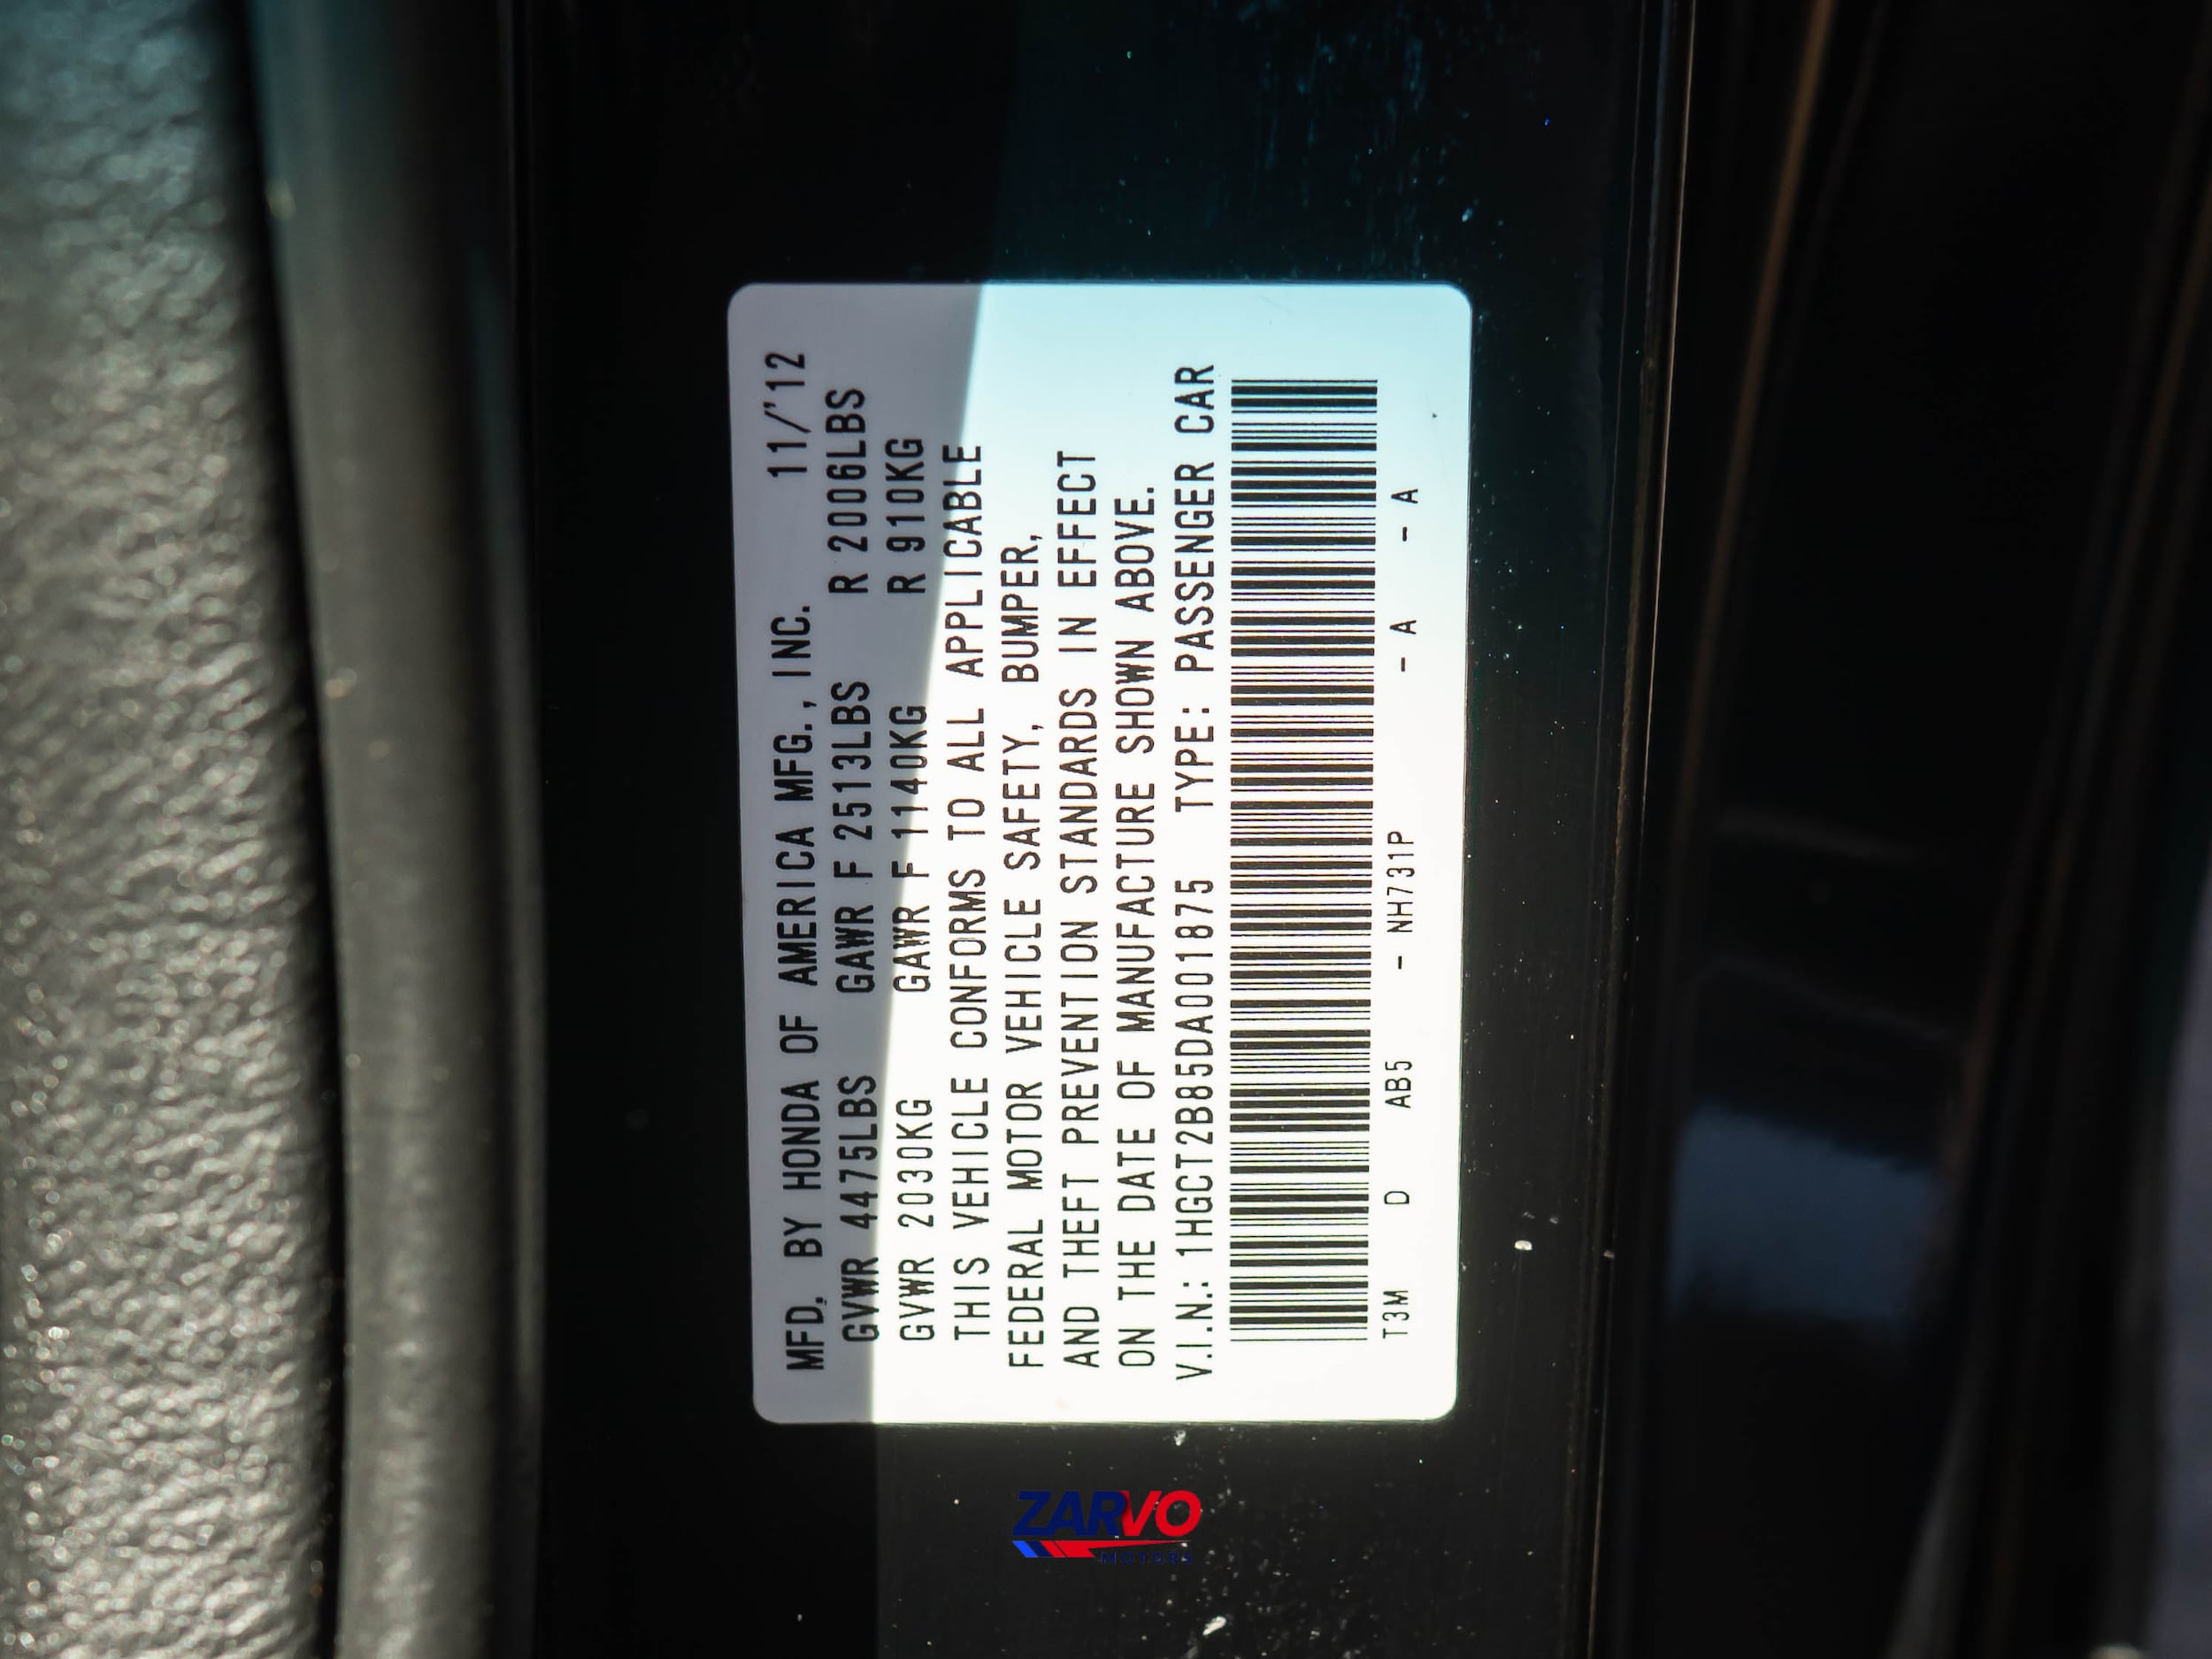 MFD. BY HONDA OF AMERICA MFG., INC. 11/'12
GVWR 4475LBS GAWR F 2513LBS R 2006LBS
GVWR 2030KG GAWR F 1140KG R 910KG
THIS VEHICLE CONFORMS TO ALL APPLICABLE
FEDERAL MOTOR VEHICLE SAFETY, BUMPER,
AND THEFT PREVENTION STANDARDS IN EFFECT
ON THE DATE OF MANUFACTURE SHOWN ABOVE.
V.I.N.: 1HGCT2B85DA001875 TYPE: PASSENGER CAR
T3M D AB5 - NH731P - A - A
ZARVO
MOTORS